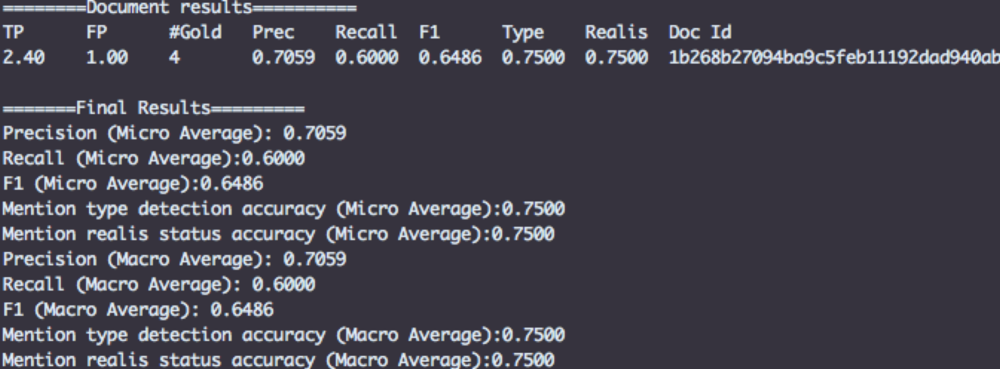 ========Document results==========
TP FP #Gold Prec Recall F1 Type Realis Doc Id
2.40 1.00 4 0.7059 0.6000 0.6486 0.7500 0.7500 1b268b27094ba9c5feb11192dad940ab
=======Final Results=========
Precision (Micro Average): 0.7059
Recall (Micro Average):0.6000
F1 (Micro Average):0.6486
Mention type detection accuracy (Micro Average):0.7500
Mention realis status accuracy (Micro Average):0.7500
Precision (Macro Average): 0.7059
Recall (Macro Average): 0.6000
F1 (Macro Average): 0.6486
Mention type detection accuracy (Macro Average):0.7500
Mention realis status accuracy (Macro Average):0.7500